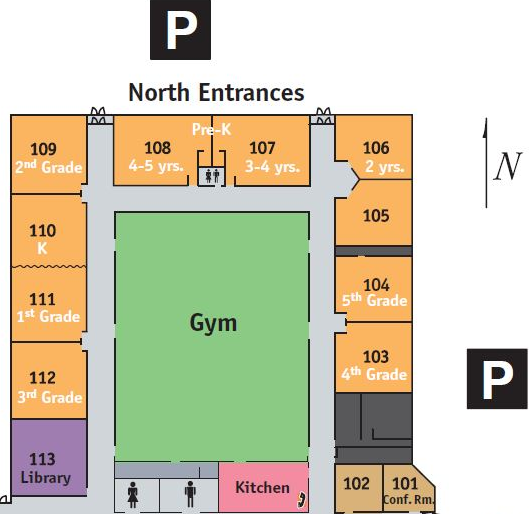 P
North Entrances
109
2nd Grade
108
4-5 yrs.
Pre-K
107
3-4 yrs.
106
2 yrs.
N
110
K
105
111
1st Grade
Gym
104
5th Grade
112
3rd Grade
103
4th Grade
P
113
Library
Kitchen
102
101
Conf. Rm.